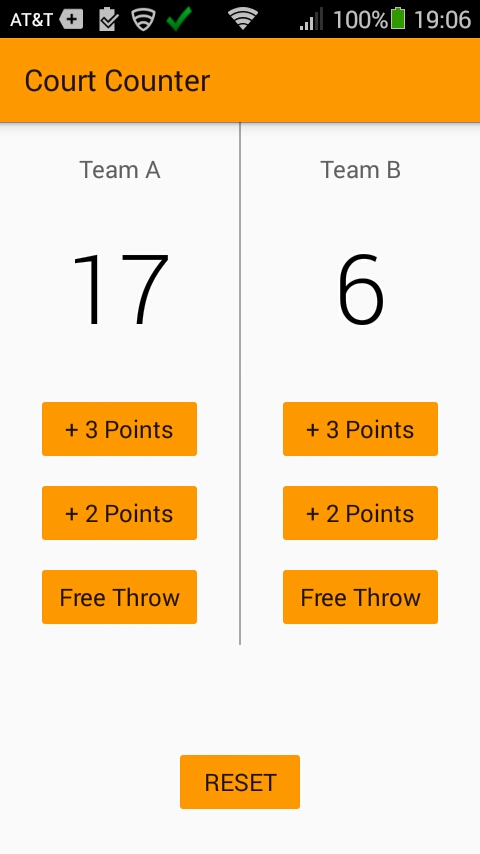 AT&T 100% 19:06
Court Counter
Team A Team B
17 6
+ 3 Points + 3 Points
+ 2 Points + 2 Points
Free Throw Free Throw
RESET